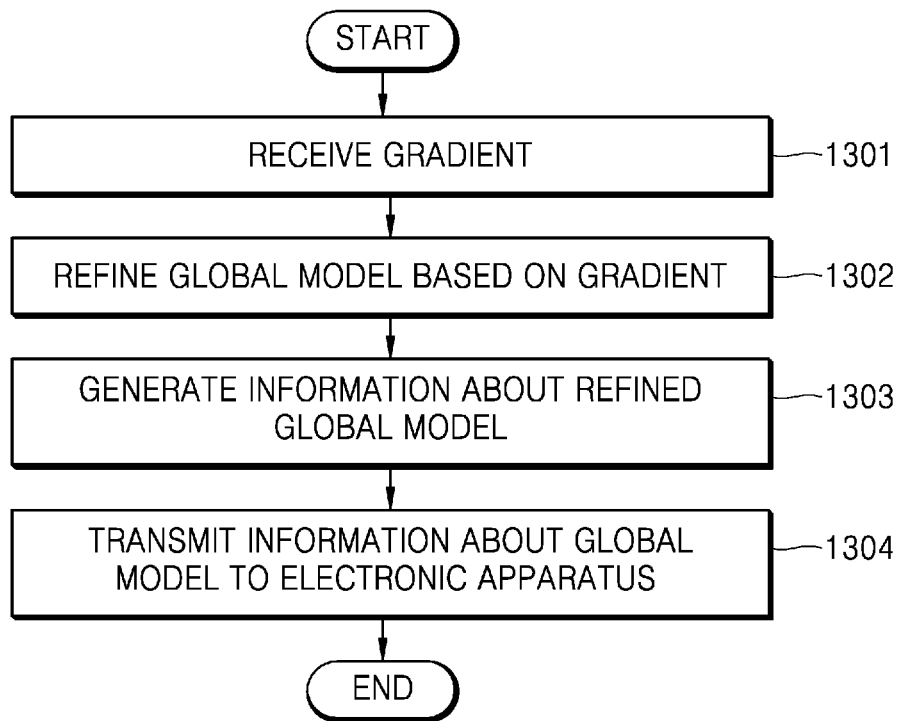 START
RECEIVE GRADIENT
1301
REFINE GLOBAL MODEL BASED ON GRADIENT
1302
GENERATE INFORMATION ABOUT REFINED
GLOBAL MODEL
1303
TRANSMIT INFORMATION ABOUT GLOBAL
MODEL TO ELECTRONIC APPARATUS
1304
END